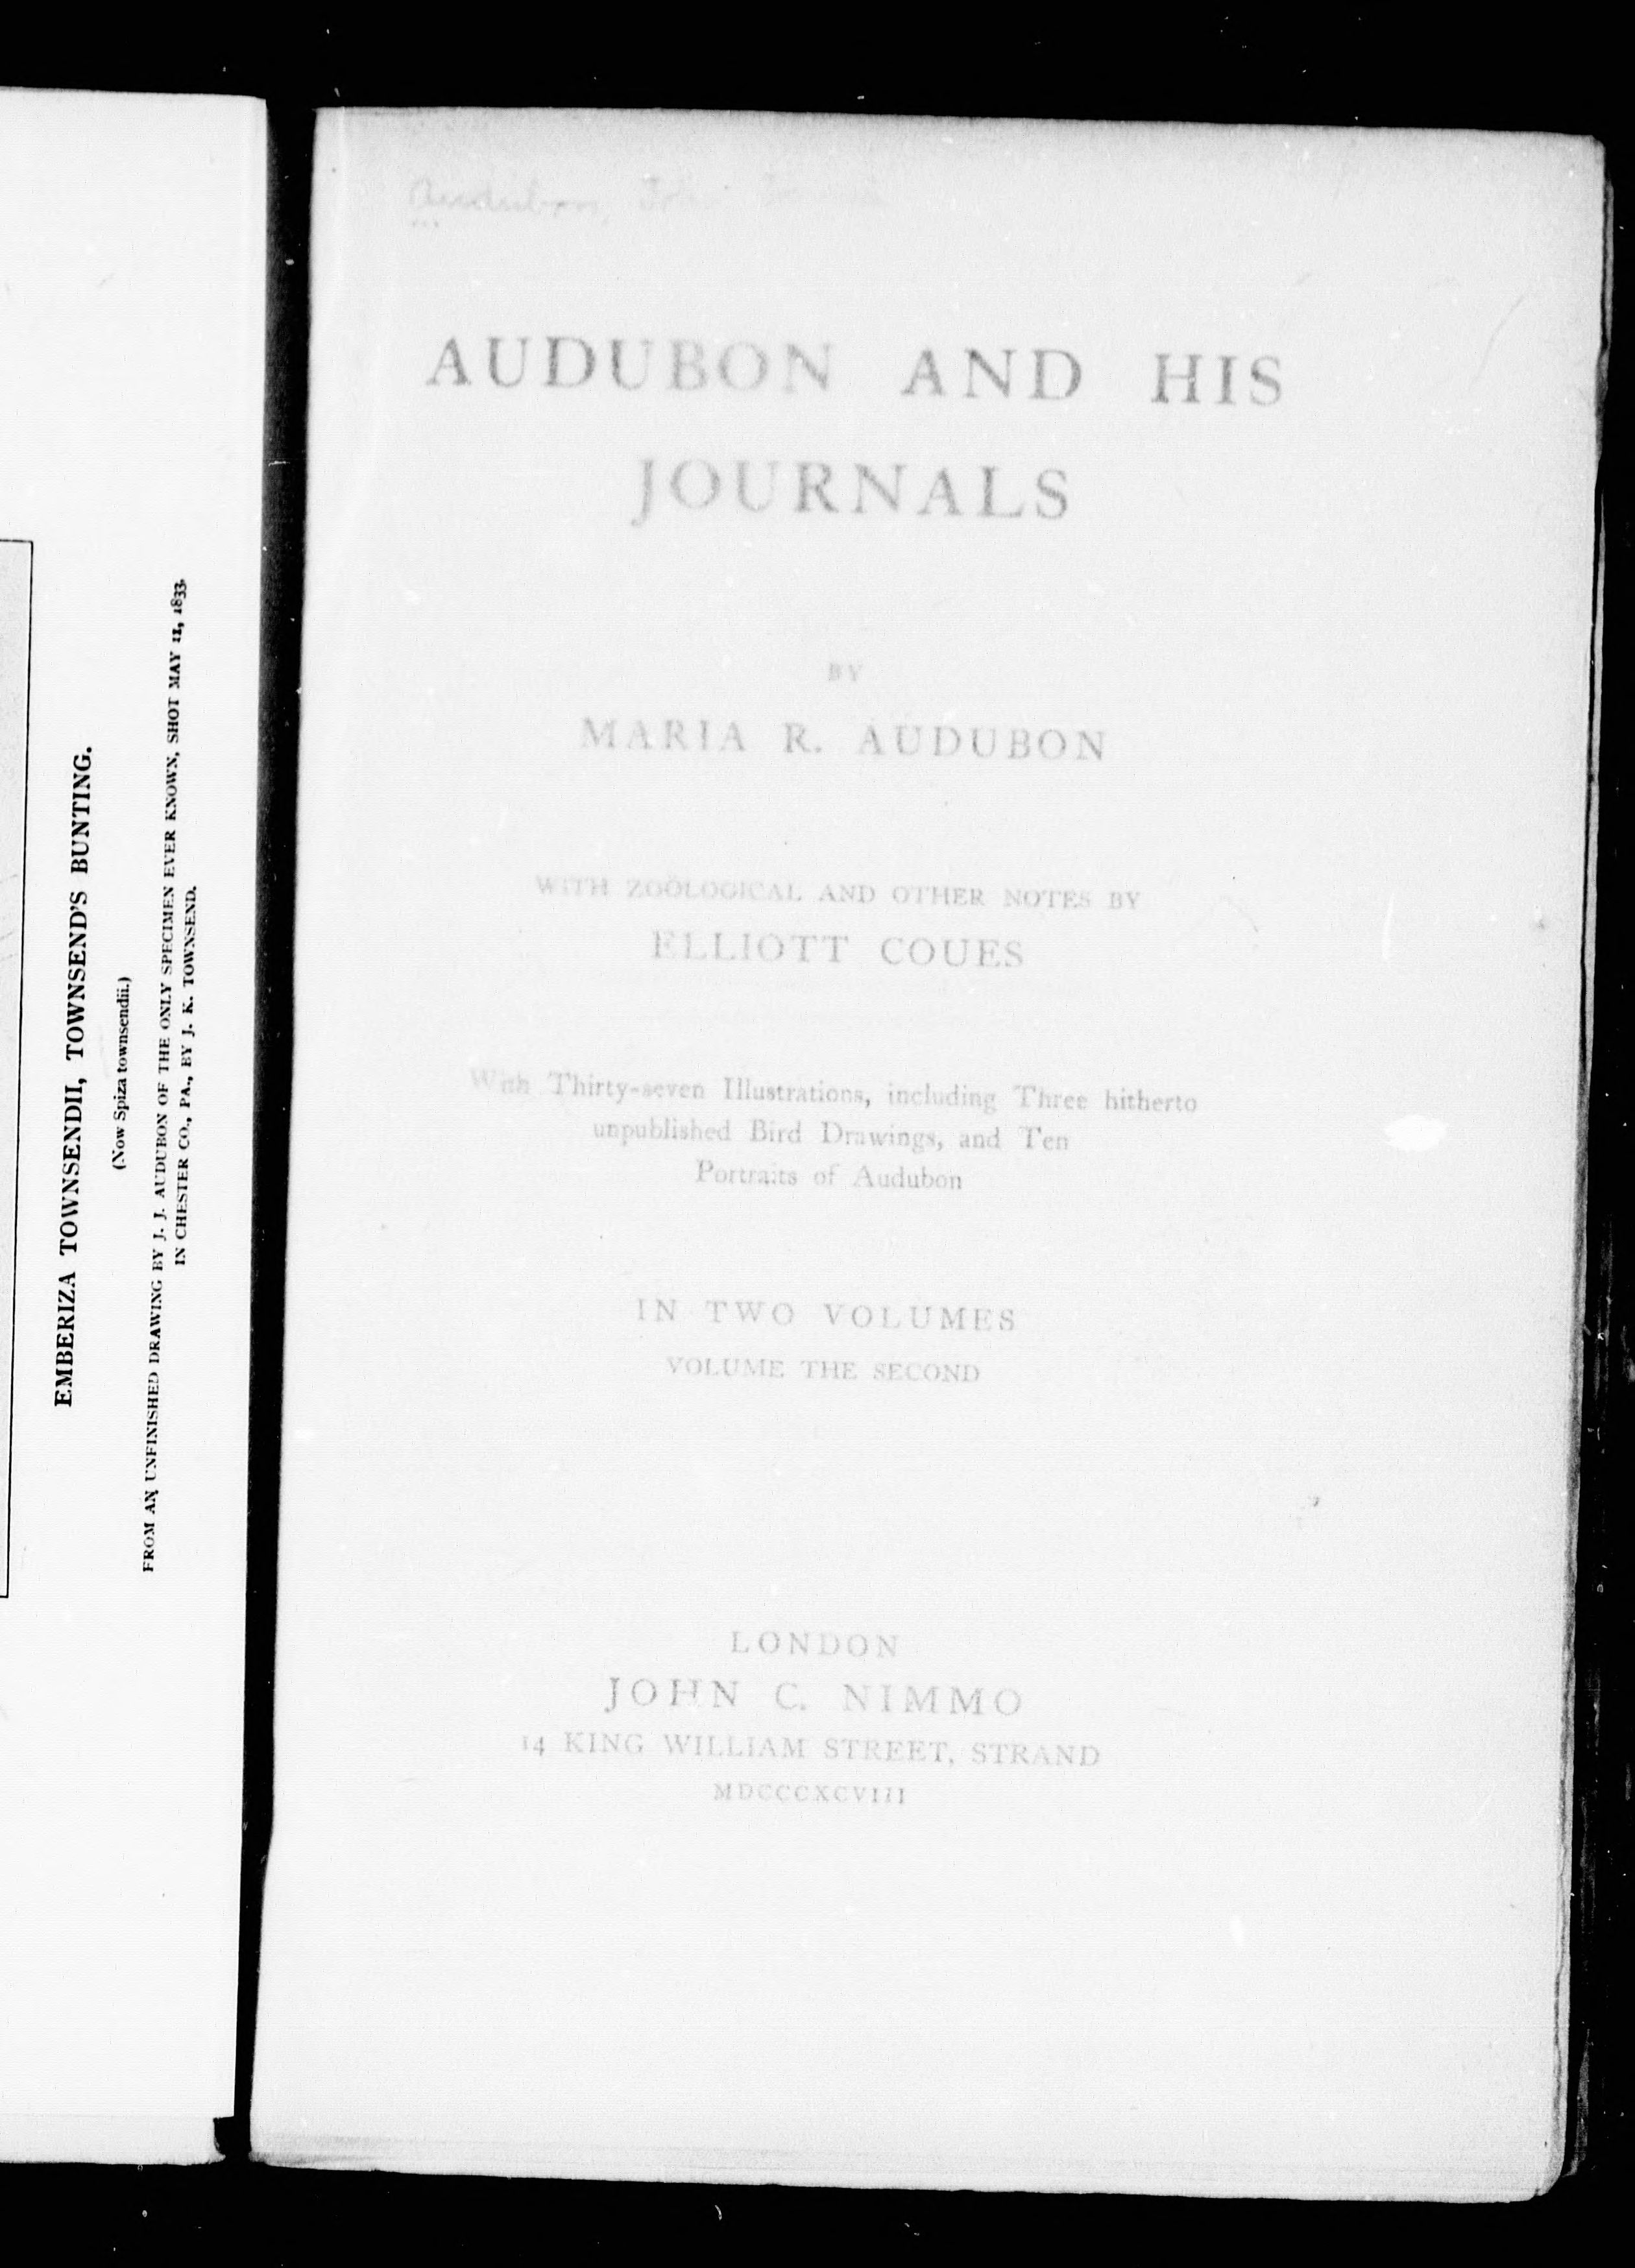 EMBERIZA TOWNSENDII, TOWNSEND'S BUNTING.
(Now Spiza townsendii.)
FROM AN UNFINISHED DRAWING BY J. J. AUDUBON OF THE ONLY SPECIMEN EVER KNOWN, SHOT MAY 11, 1833,
IN CHESTER CO., PA., BY J. K. TOWNSEND.
Audubon, John
AUDUBON AND HIS
JOURNALS
BY
MARIA R. AUDUBON
WITH ZOÖLOGICAL AND OTHER NOTES BY
ELLIOTT COUES
With Thirty-seven Illustrations, including Three hitherto
unpublished Bird Drawings, and Ten
Portraits of Audubon
IN TWO VOLUMES
VOLUME THE SECOND
LONDON
JOHN C. NIMMO
14 KING WILLIAM STREET, STRAND
MDCCCXCVIII